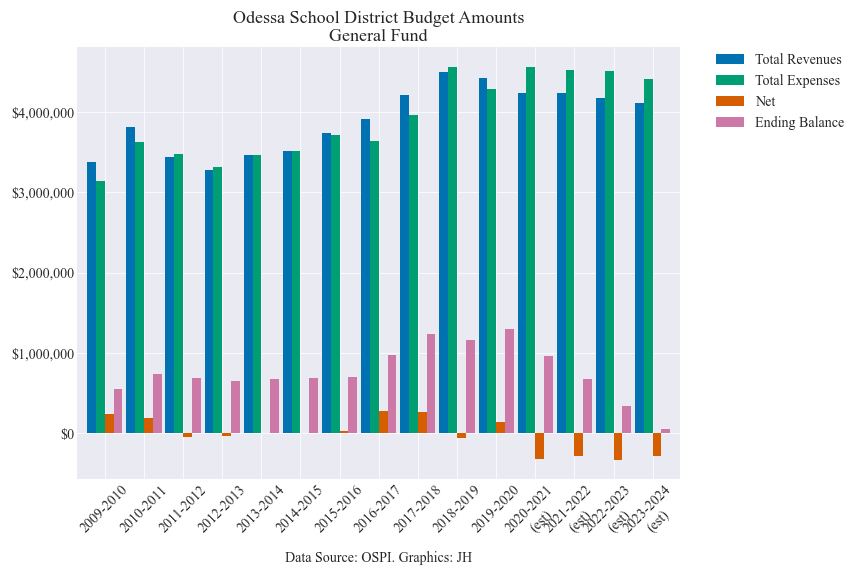 Odessa School District Budget Amounts
General Fund
Total Revenues
Total Expenses
Net
Ending Balance
$4,000,000
$3,000,000
$2,000,000
$1,000,000
$0
2009-2010
2010-2011
2011-2012
2012-2013
2013-2014
2014-2015
2015-2016
2016-2017
2017-2018
2018-2019
2019-2020
2020-2021
(est)
2021-2022
(est)
2022-2023
(est)
2023-2024
(est)
Data Source: OSPI. Graphics: JH